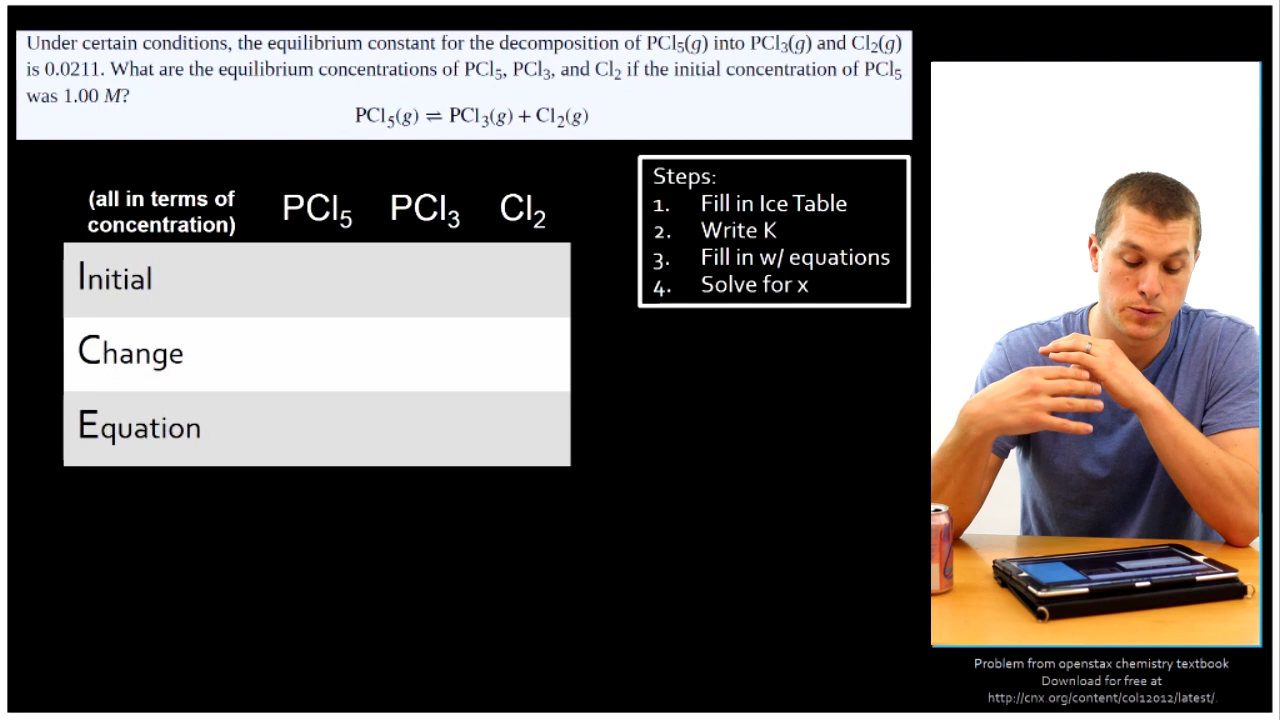 Under certain conditions, the equilibrium constant for the decomposition of PCl₅(g) into PCl₃(g) and Cl₂(g)
is 0.0211. What are the equilibrium concentrations of PCl₅, PCl₃, and Cl₂ if the initial concentration of PCl₅
was 1.00 M?
PCl₅(g) ⇌ PCl₃(g) + Cl₂(g)
(all in terms of
concentration)
PCl₅ PCl₃ Cl₂
Initial
Change
Equation
Steps:
1. Fill in Ice Table
2. Write K
3. Fill in w/ equations
4. Solve for x
Problem from openstax chemistry textbook
Download for free at
http://cnx.org/content/col12012/latest/.